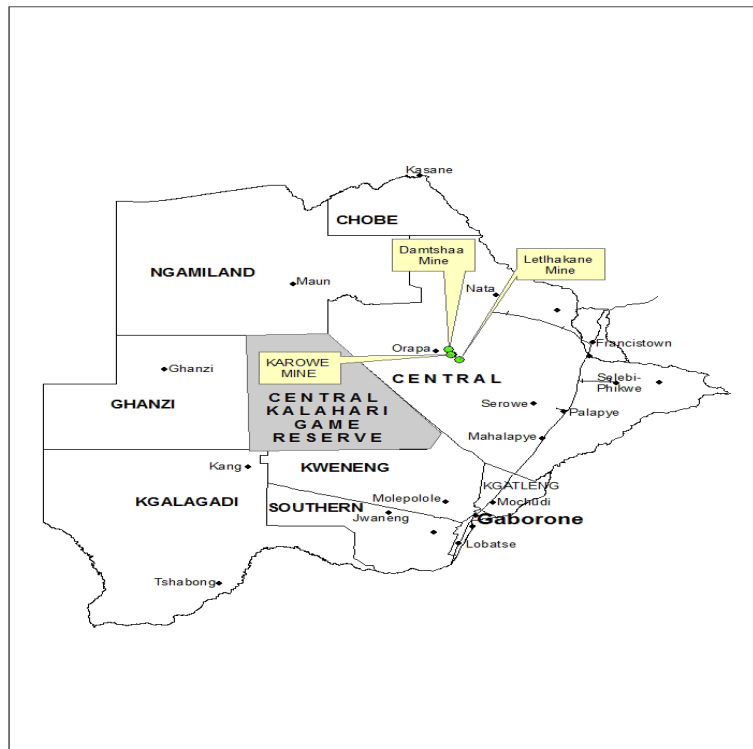 Kasane
CHOBE
Damtshaa
Mine
Letlhakane
Mine
NGAMILAND
Maun
Nata
Orapa
Francistown
KAROWE
MINE
Ghanzi
CENTRAL
Selebi-
Phikwe
GHANZI
CENTRAL
KALAHARI
GAME
RESERVE
Serowe
Palapye
Mahalapye
Kang
KWENENG
KGALAGADI
SOUTHERN
Molepolole
KGATLENG
Mochudi
Jwaneng
Gaborone
Lobatse
Tshabong